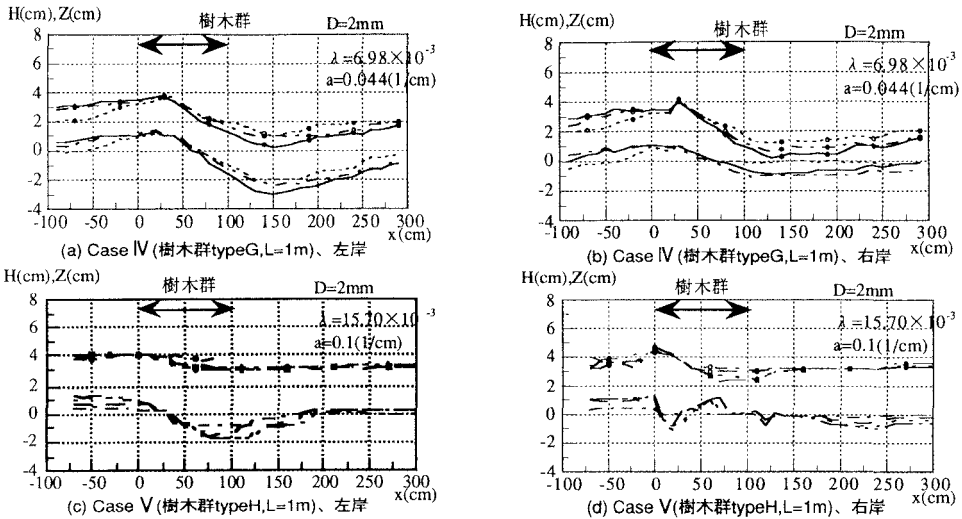 H(cm),Z(cm)
樹木群
D=2mm
λ=6.98×10⁻³
a=0.044(1/cm)
8
6
4
2
0
-2
-4
-100 -50 0 50 100 150 200 250 300
x(cm)
(a) Case Ⅳ(樹木群typeG,L=1m)、左岸
H(cm),Z(cm)
樹木群
D=2mm
λ=6.98×10⁻³
a=0.044(1/cm)
8
6
4
2
0
2
-4
-100 -50 0 50 100 150 200 250 300
x(cm)
(b) Case Ⅳ(樹木群typeG,L=1m)、右岸
H(cm),Z(cm)
樹木群
D=2mm
λ=15.70×10⁻³
a=0.1(1/cm)
8
6
4
2
0
-2
-4
-100 -50 0 50 100 150 200 250 300
x(cm)
(c) Case Ⅴ(樹木群typeH,L=1m)、左岸
H(cm),Z(cm)
樹木群
D=2mm
λ=15.70×10⁻³
a=0.1(1/cm)
8
6
4
2
0
-2
-4
-100 -50 0 50 100 150 200 250 300
x(cm)
(d) Case Ⅴ(樹木群typeH,L=1m)、右岸